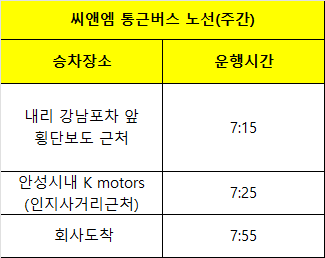 씨앤엠 통근버스 노선(주간)
승차장소 운행시간
내리 강남포차 앞
횡단보도 근처
7:15
안성시내 K motors
(인지사거리근처)
7:25
회사도착 7:55